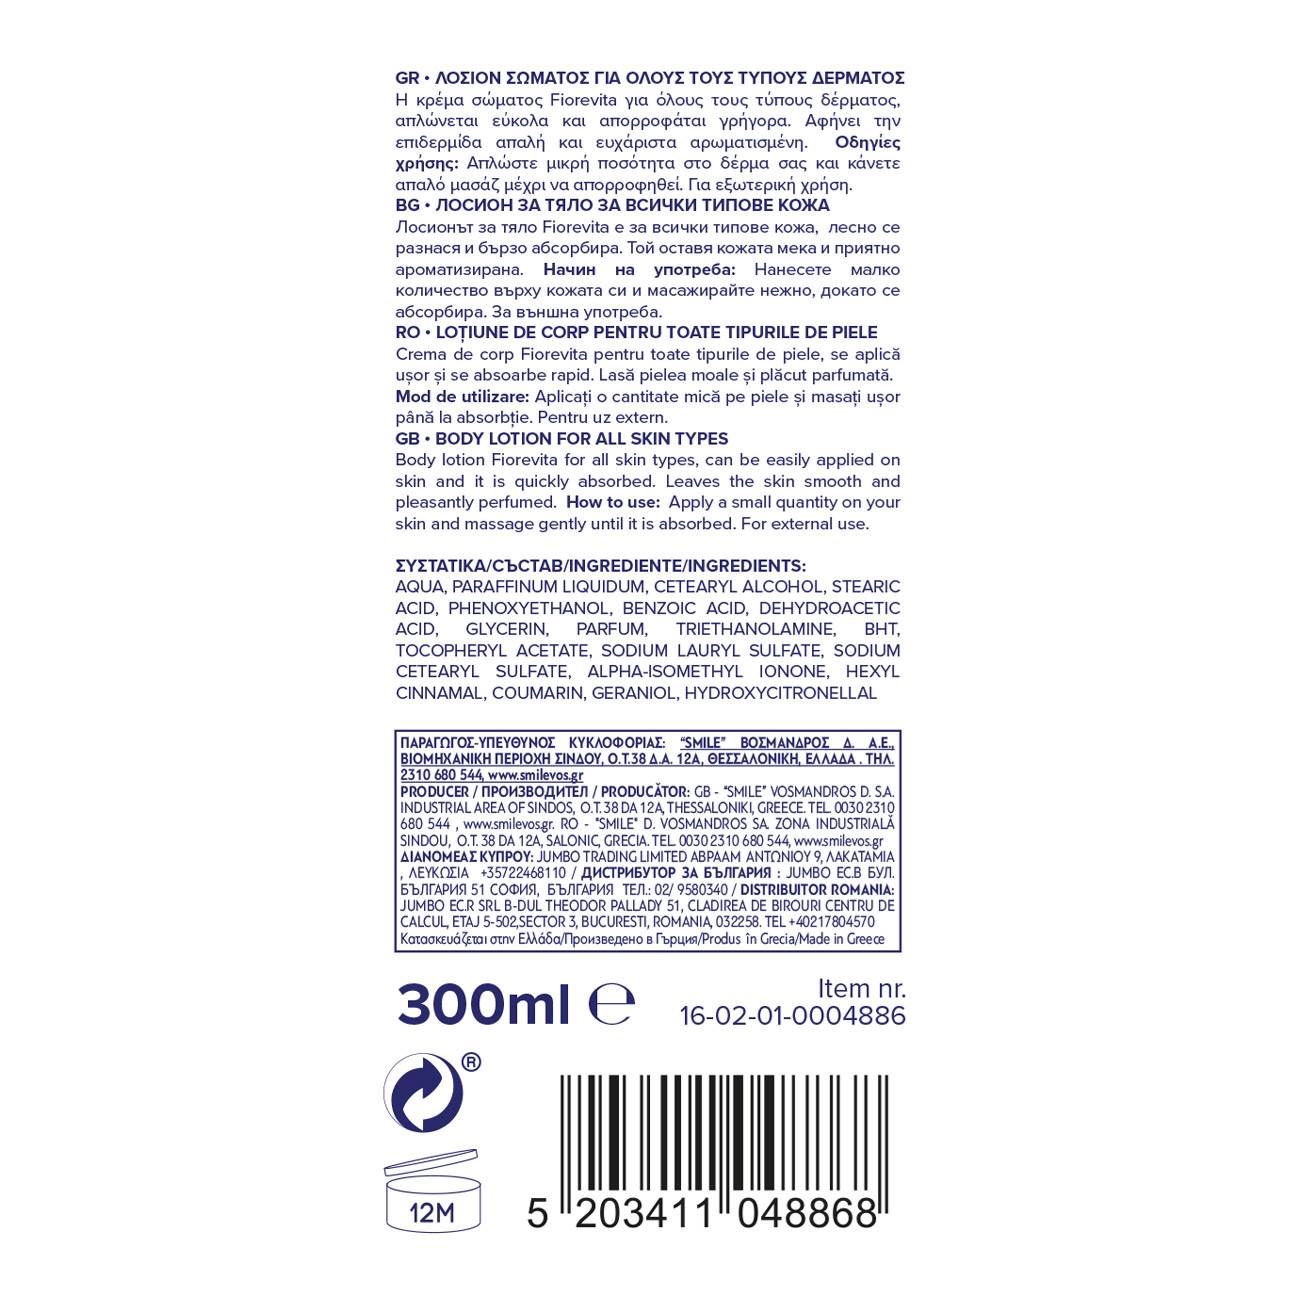 GR • ΛΟΣΙΟΝ ΣΩΜΑΤΟΣ ΓΙΑ ΟΛΟΥΣ ΤΟΥΣ ΤΥΠΟΥΣ ΔΕΡΜΑΤΟΣ
Η κρέμα σώματος Fiorevita για όλους τους τύπους δέρματος,
απλώνεται εύκολα και απορροφάται γρήγορα. Αφήνει την
επιδερμίδα απαλή και ευχάριστα αρωματισμένη. Οδηγίες
χρήσης: Απλώστε μικρή ποσότητα στο δέρμα σας και κάνετε
απαλό μασάζ μέχρι να απορροφηθεί. Για εξωτερική χρήση.
BG • ЛОСИОН ЗА ТЯЛО ЗА ВСИЧКИ ТИПОВЕ КОЖА
Лосионът за тяло Fiorevita е за всички типове кожа, лесно се
разнася и бързо абсорбира. Той оставя кожата мека и приятно
ароматизирана. Начин на употреба: Нанесете малко
количество върху кожата си и масажирайте нежно, докато се
абсорбира. За външна употреба.
RO • LOȚIUNE DE CORP PENTRU TOATE TIPURILE DE PIELE
Crema de corp Fiorevita pentru toate tipurile de piele, se aplică
ușor și se absoarbe rapid. Lasă pielea moale și plăcut parfumată.
Mod de utilizare: Aplicați o cantitate mică pe piele și masați ușor
până la absorbție. Pentru uz extern.
GB • BODY LOTION FOR ALL SKIN TYPES
Body lotion Fiorevita for all skin types, can be easily applied on
skin and it is quickly absorbed. Leaves the skin smooth and
pleasantly perfumed. How to use: Apply a small quantity on your
skin and massage gently until it is absorbed. For external use.
ΣΥΣΤΑΤΙΚΑ/СЪСТАВ/INGREDIENTE/INGREDIENTS:
AQUA, PARAFFINUM LIQUIDUM, CETEARYL ALCOHOL, STEARIC
ACID, PHENOXYETHANOL, BENZOIC ACID, DEHYDROACETIC
ACID, GLYCERIN, PARFUM, TRIETHANOLAMINE, BHT,
TOCOPHERYL ACETATE, SODIUM LAURYL SULFATE, SODIUM
CETEARYL SULFATE, ALPHA-ISOMETHYL IONONE, HEXYL
CINNAMAL, COUMARIN, GERANIOL, HYDROXYCITRONELLAL
ΠΑΡΑΓΩΓΟΣ-ΥΠΕΥΘΥΝΟΣ ΚΥΚΛΟΦΟΡΙΑΣ: “SMILE” ΒΟΣΜΑΝΔΡΟΣ Δ. Α.Ε.,
ΒΙΟΜΗΧΑΝΙΚΗ ΠΕΡΙΟΧΗ ΣΙΝΔΟΥ, Ο.Τ.38 Δ.Α. 12Α, ΘΕΣΣΑΛΟΝΙΚΗ, ΕΛΛΑΔΑ . ΤΗΛ.
2310 680 544, www.smilevos.gr
PRODUCER / ПРОИЗВОДИТЕЛ / PRODUCĂTOR: GB - “SMILE” VOSMANDROS D. S.A.
INDUSTRIAL AREA OF SINDOS, O.T. 38 DA 12A, THESSALONIKI, GREECE. TEL. 0030 2310
680 544 , www.smilevos.gr. RO - "SMILE" D. VOSMANDROS SA. ZONA INDUSTRIALĂ
SINDOU, O.T. 38 DA 12A, SALONIC, GRECIA. TEL. 0030 2310 680 544, www.smilevos.gr
ΔΙΑΝΟΜΕΑΣ ΚΥΠΡΟΥ: JUMBO TRADING LIMITED ΑΒΡΑΑΜ ΑΝΤΩΝΙΟΥ 9, ΛΑΚΑΤΑΜΙΑ
, ΛΕΥΚΩΣΙΑ +35722468110 / ДИСТРИБУТОР ЗА БЪЛГАРИЯ : JUMBO EC.B БУЛ.
БЪЛГАРИЯ 51 СОФИЯ, БЪЛГАРИЯ ТЕЛ.: 02/ 9580340 / DISTRIBUITOR ROMANIA:
JUMBO EC.R SRL B-DUL THEODOR PALLADY 51, CLADIREA DE BIROURI CENTRU DE
CALCUL, ETAJ 5-502,SECTOR 3, BUCURESTI, ROMANIA, 032258. TEL +40217804570
Κατασκευάζεται στην Ελλάδα/Произведено в Гърция/Produs în Grecia/Made in Greece
300ml ℮
Item nr.
16-02-01-0004886
®
12M
5 203411 048868